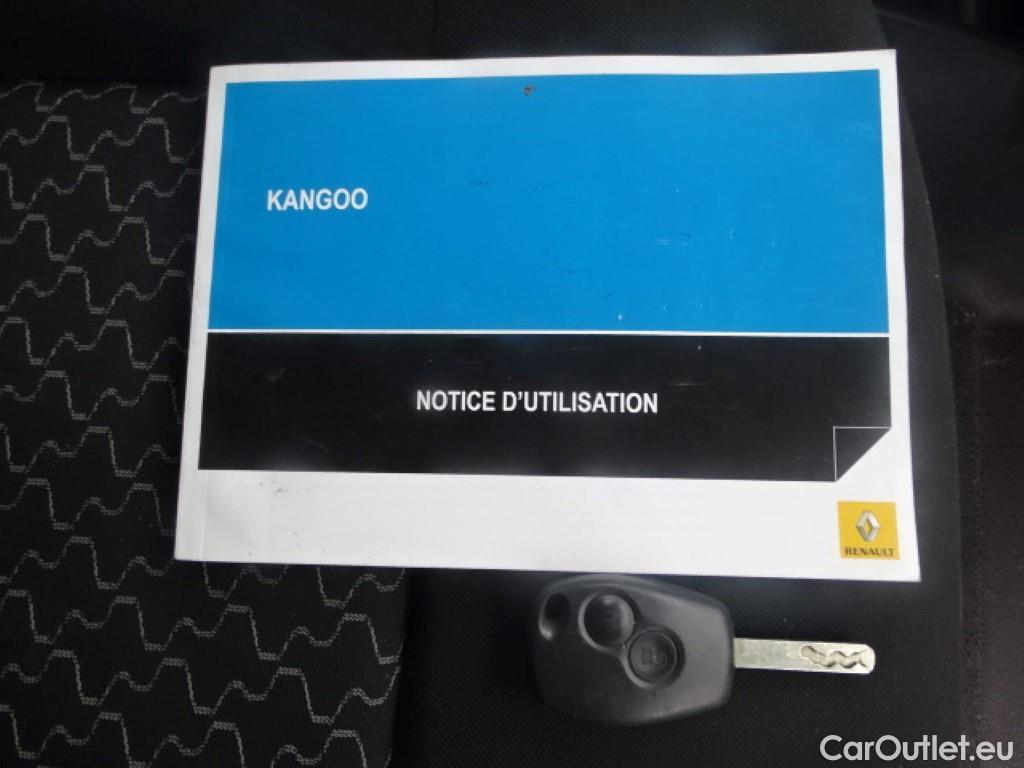 KANGOO
NOTICE D'UTILISATION
RENAULT
CarOutlet.eu